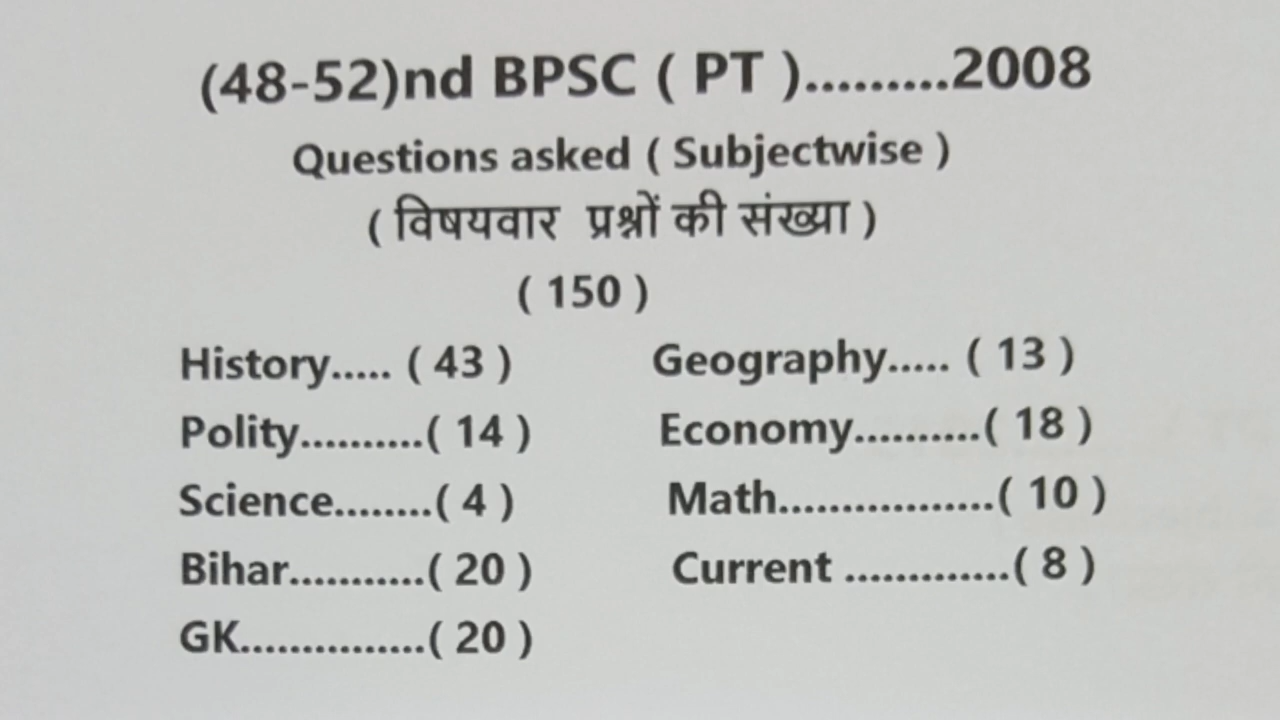 (48-52)nd BPSC ( PT ).........2008
Questions asked ( Subjectwise )
( विषयवार प्रश्नों की संख्या )
( 150 )
History..... ( 43 ) Geography..... ( 13 )
Polity..........( 14 ) Economy..........( 18 )
Science........( 4 ) Math.................( 10 )
Bihar...........( 20 ) Current .............( 8 )
GK...............( 20 )